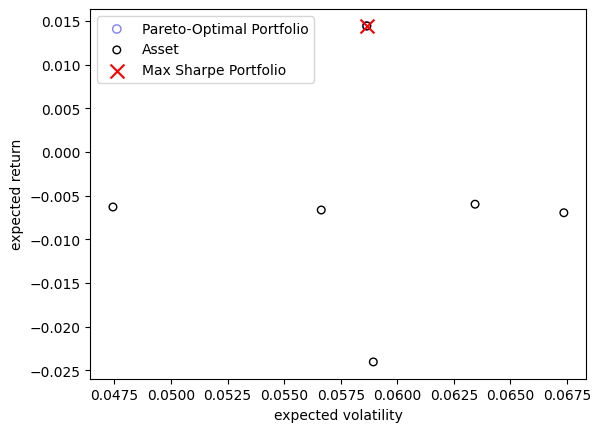 Pareto-Optimal Portfolio
Asset
Max Sharpe Portfolio
0.015
0.010
0.005
0.000
−0.005
−0.010
−0.015
−0.020
−0.025
expected return
0.0475 0.0500 0.0525 0.0550 0.0575 0.0600 0.0625 0.0650 0.0675
expected volatility